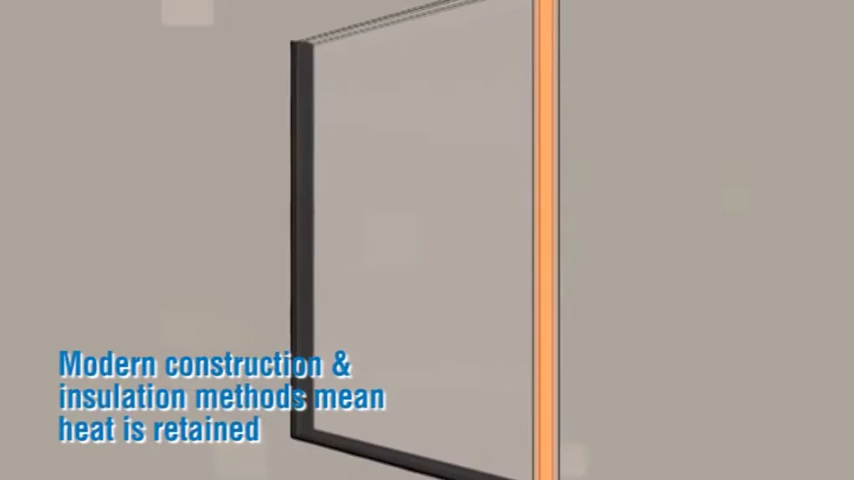 Modern construction &
insulation methods mean
heat is retained